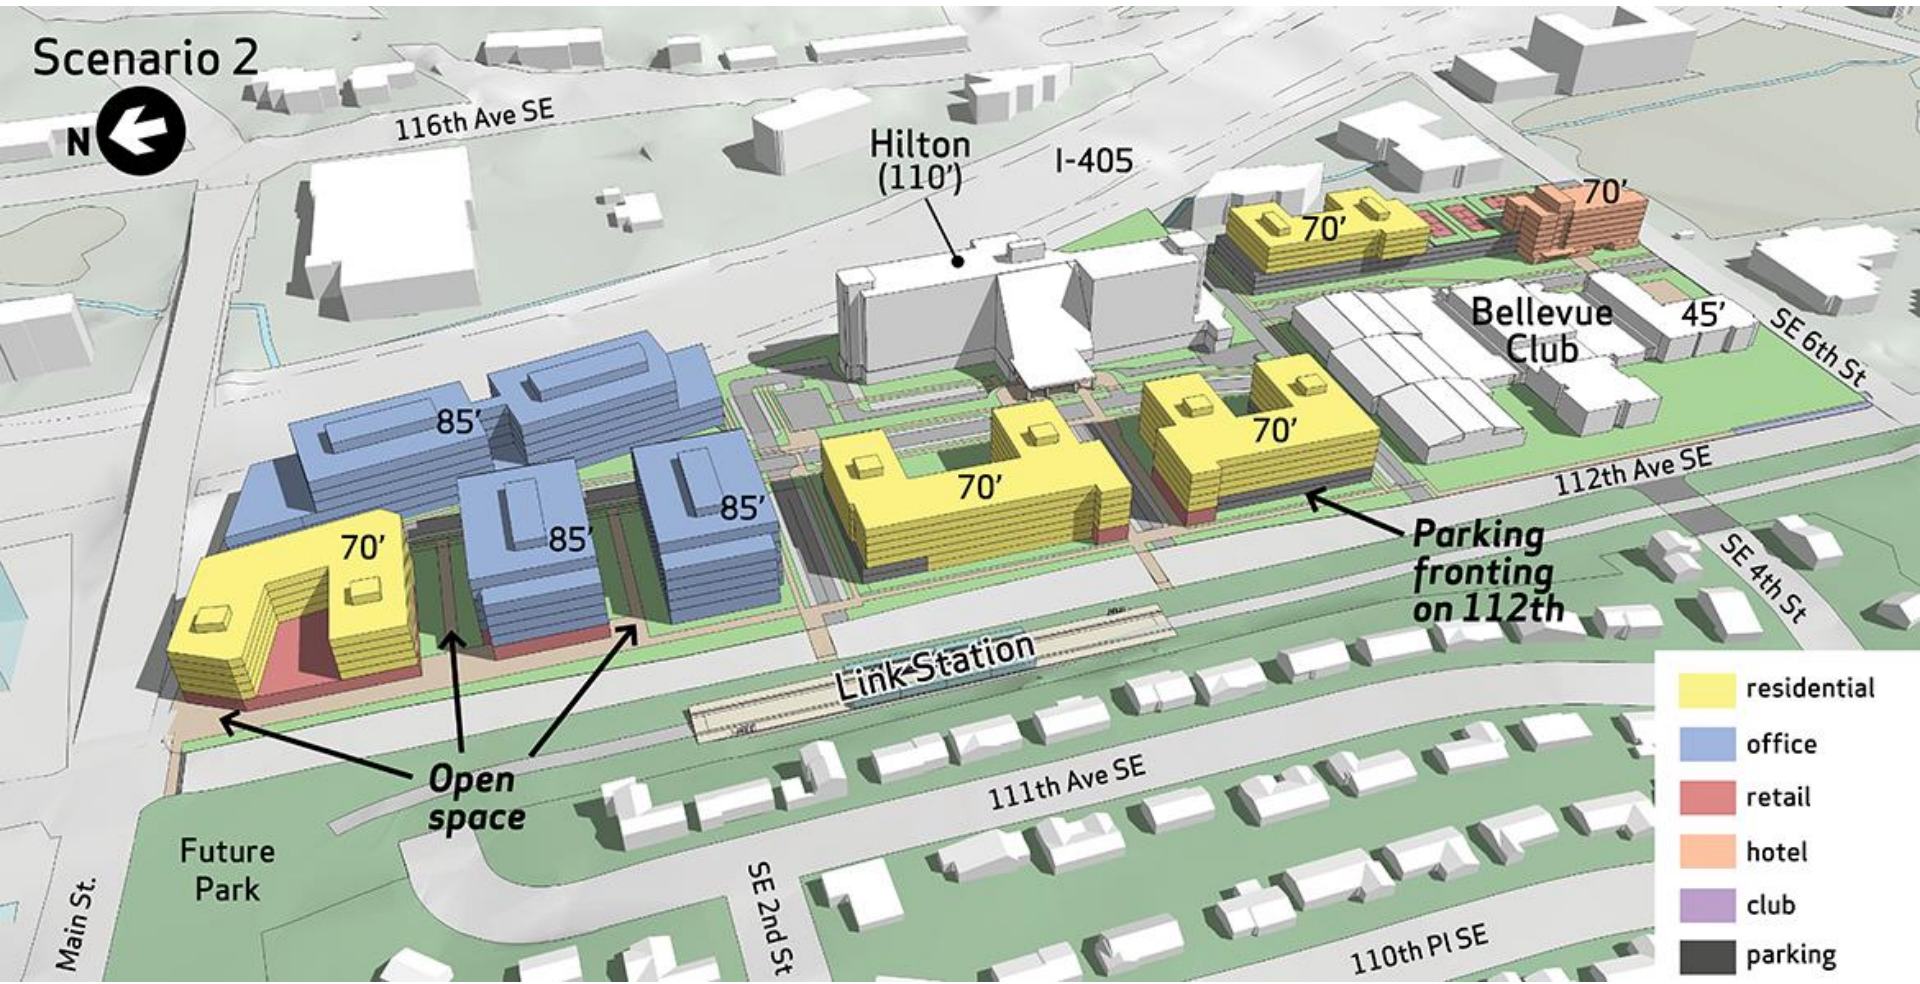 Scenario 2
N
116th Ave SE
Hilton
(110')
I-405
70'
70'
Bellevue
Club
45'
SE 6th St
85'
85'
85'
70'
70'
70'
112th Ave SE
Parking
fronting
on 112th
SE 4th St
Link Station
Open
space
111th Ave SE
Future
Park
Main St.
SE 2nd St
110th Pl SE
residential
office
retail
hotel
club
parking